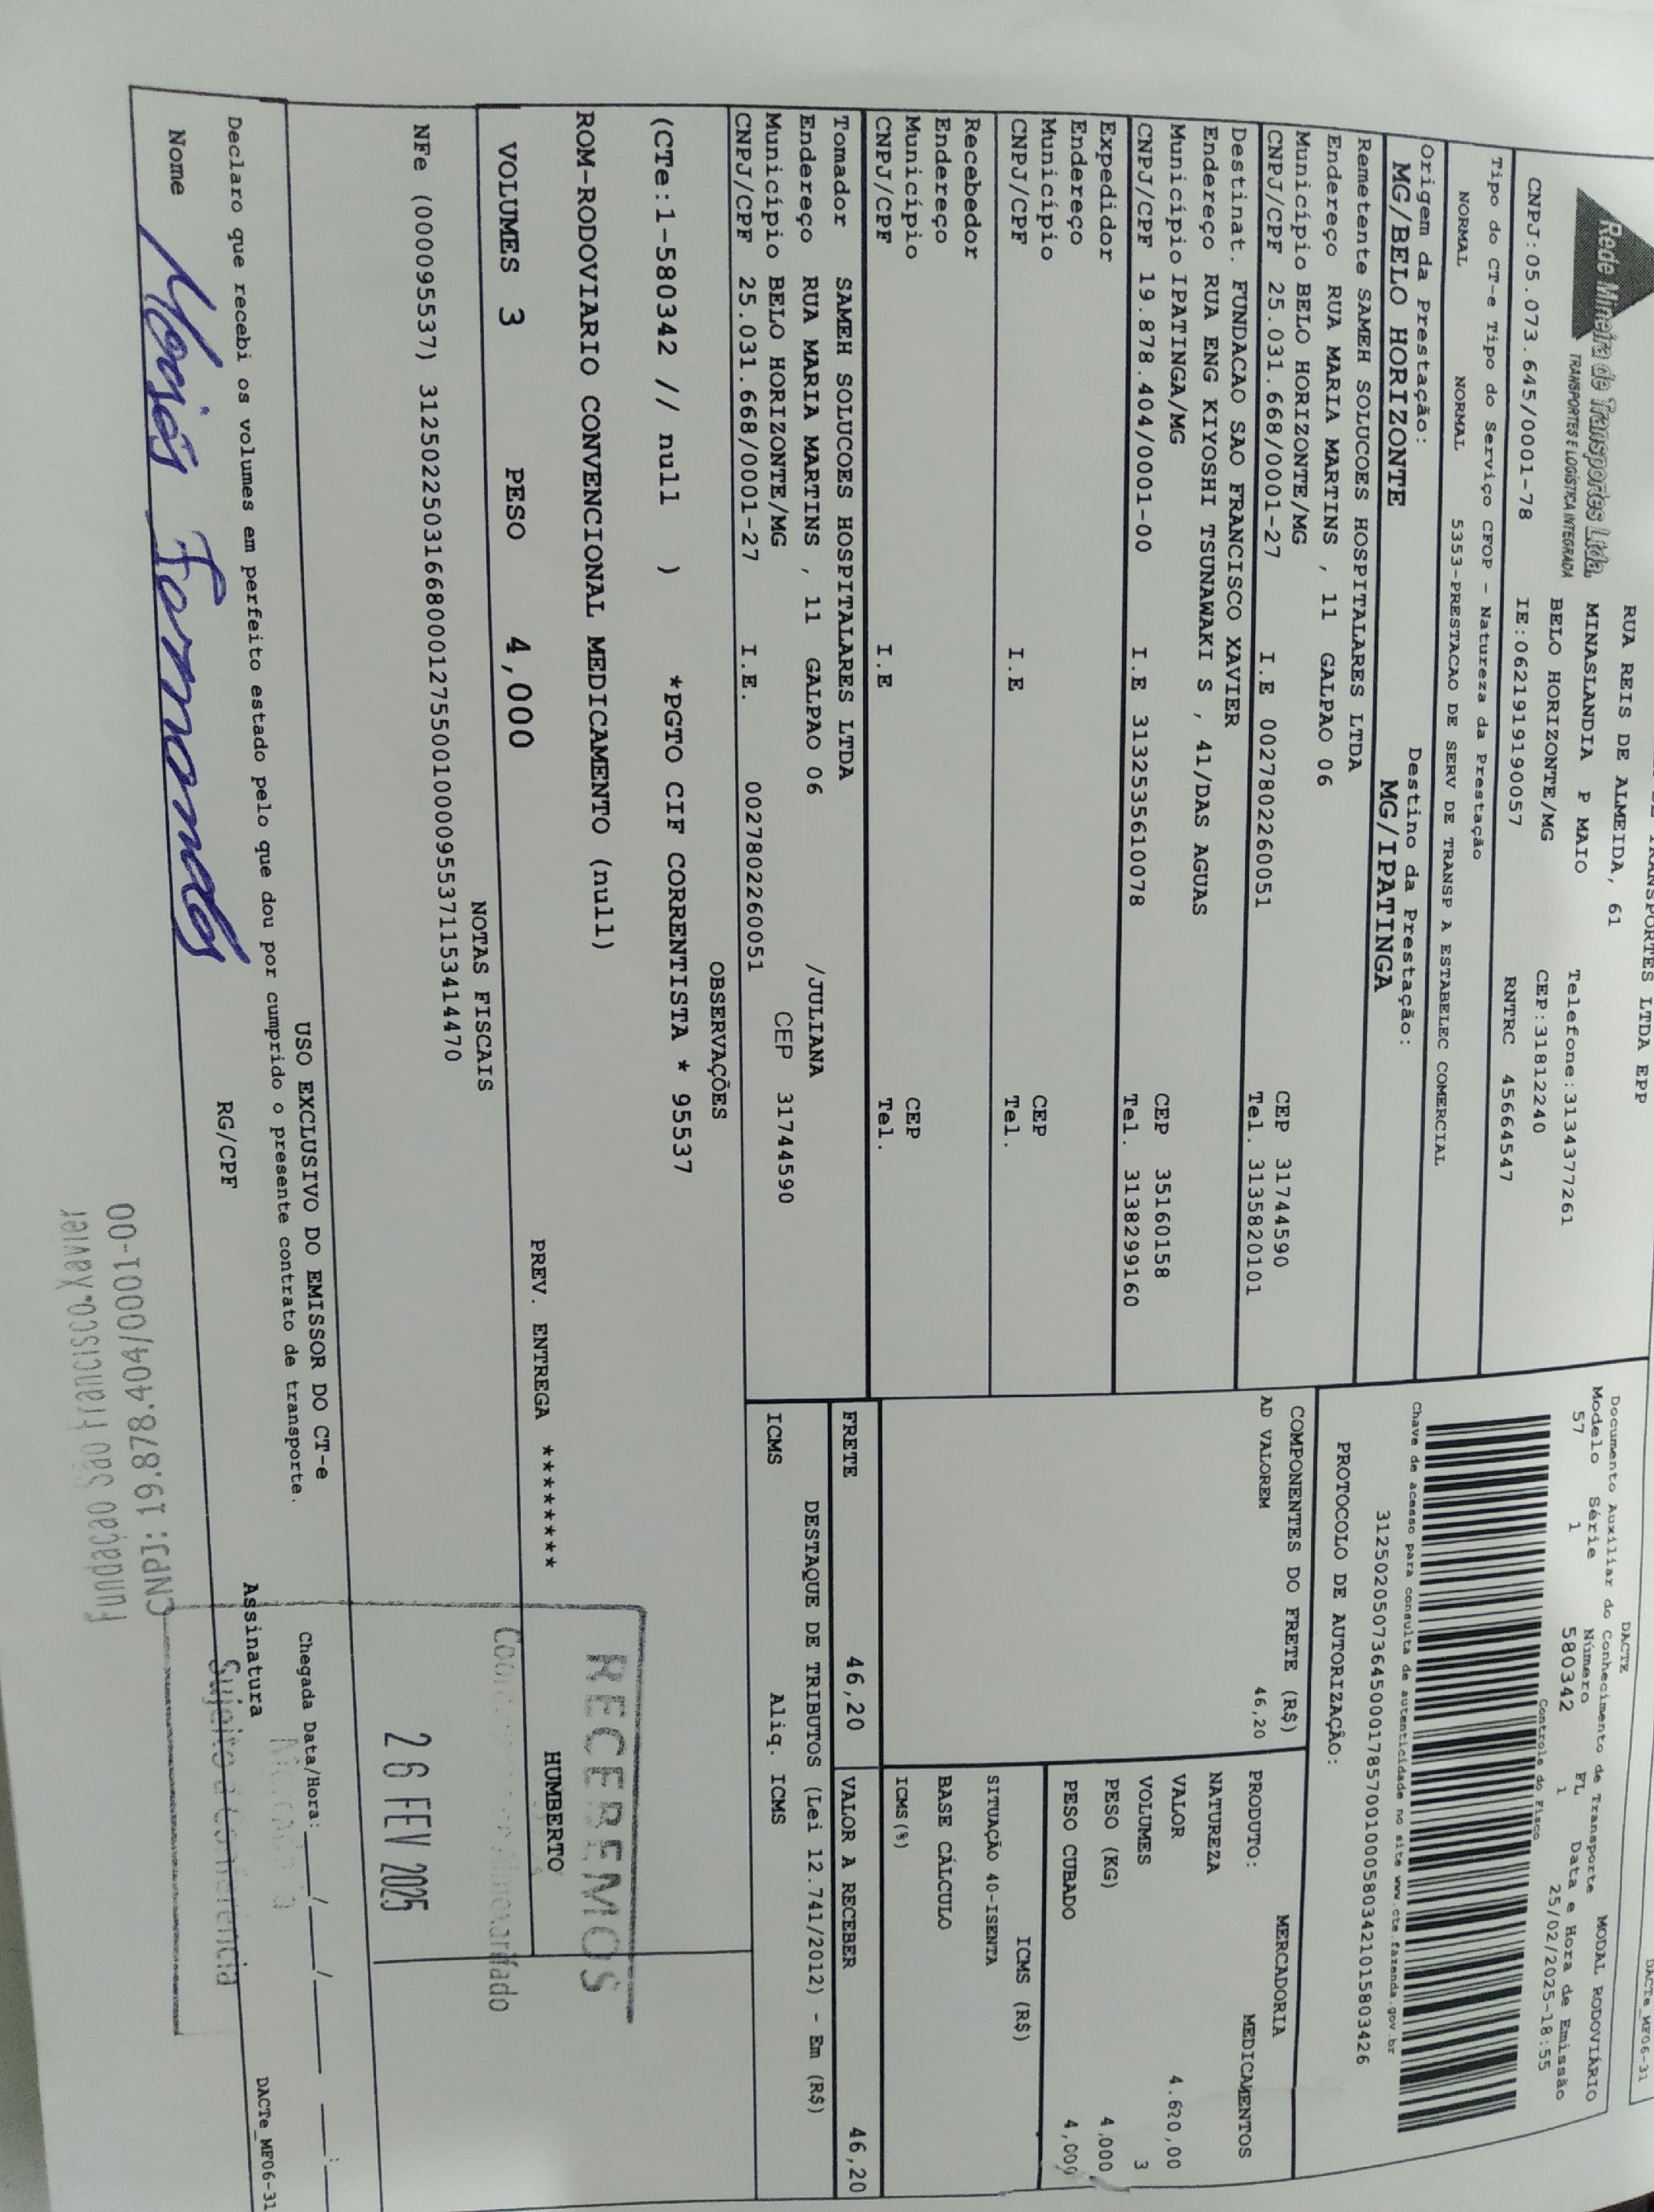 DACTe_MF06-31
TRANSPORTES LTDA EPP
Rede Mineira de Transportes Ltda.
TRANSPORTES E LOGÍSTICA INTEGRADA
RUA REIS DE ALMEIDA, 61
MINASLANDIA P MAIO Telefone:3134377261
BELO HORIZONTE/MG CEP:31812240
CNPJ:05.073.645/0001-78 IE:0621919190057 RNTRC 45664547
DACTE
Documento Auxiliar do Conhecimento de Transporte MODAL RODOVIÁRIO
Modelo Série Número FL Data e Hora de Emissão
57 1 580342 1 25/02/2025-18:55
Controle do Fisco
Chave de acesso para consulta de autenticidade no site www.cte.fazenda.gov.br
31250205073645000178570010005803421015803426
PROTOCOLO DE AUTORIZAÇÃO:
Tipo do CT-e Tipo do Serviço CFOP - Natureza da Prestação
NORMAL NORMAL 5353-PRESTACAO DE SERV DE TRANSP A ESTABELEC COMERCIAL
Origem da Prestação: Destino da Prestação:
MG/BELO HORIZONTE MG/IPATINGA
Remetente SAMEH SOLUCOES HOSPITALARES LTDA
Endereço RUA MARIA MARTINS , 11 GALPAO 06
Município BELO HORIZONTE/MG CEP 31744590
CNPJ/CPF 25.031.668/0001-27 I.E 0027802260051 Tel. 3135820101
Destinat. FUNDACAO SAO FRANCISCO XAVIER
Endereço RUA ENG KIYOSHI TSUNAWAKI S , 41/DAS AGUAS
Município IPATINGA/MG CEP 35160158
CNPJ/CPF 19.878.404/0001-00 I.E 3132535610078 Tel. 3138299160
Expedidor
Endereço
Município CEP
CNPJ/CPF I.E Tel.
Recebedor
Endereço
Município CEP
CNPJ/CPF I.E Tel.
Tomador SAMEH SOLUCOES HOSPITALARES LTDA
Endereço RUA MARIA MARTINS , 11 GALPAO 06 /JULIANA
Município BELO HORIZONTE/MG CEP 31744590
CNPJ/CPF 25.031.668/0001-27 I.E. 0027802260051
COMPONENTES DO FRETE (R$)
AD VALOREM 46,20
PRODUTO: MERCADORIA
NATUREZA MEDICAMENTOS
VALOR 4.620,00
VOLUMES 3
PESO (KG) 4,000
PESO CUBADO 4,000
ICMS (R$)
SITUAÇÃO 40-ISENTA
BASE CÁLCULO
ICMS(%)
FRETE 46,20 VALOR A RECEBER 46,20
DESTAQUE DE TRIBUTOS (Lei 12.741/2012) - Em (R$)
ICMS Aliq. ICMS
OBSERVAÇÕES
(CTe:1-580342 // null ) *PGTO CIF CORRENTISTA * 95537
ROM-RODOVIARIO CONVENCIONAL MEDICAMENTO (null)
VOLUMES 3 PESO 4,000 PREV. ENTREGA ********* HUMBERTO
NOTAS FISCAIS
NFe (000095537) 312502250316680001275500100009553711153414470
RECEBEMOS
26 FEV 2025
Sujeito a Conferência
USO EXCLUSIVO DO EMISSOR DO CT-e
Declaro que recebi os volumes em perfeito estado pelo que dou por cumprido o presente contrato de transporte.
Chegada Data/Hora: ___/___/___ __:__
Nome RG/CPF Assinatura
DACTe_MF06-31
CNPJ: 19.878.404/0001-00
Fundação São Francisco Xavier